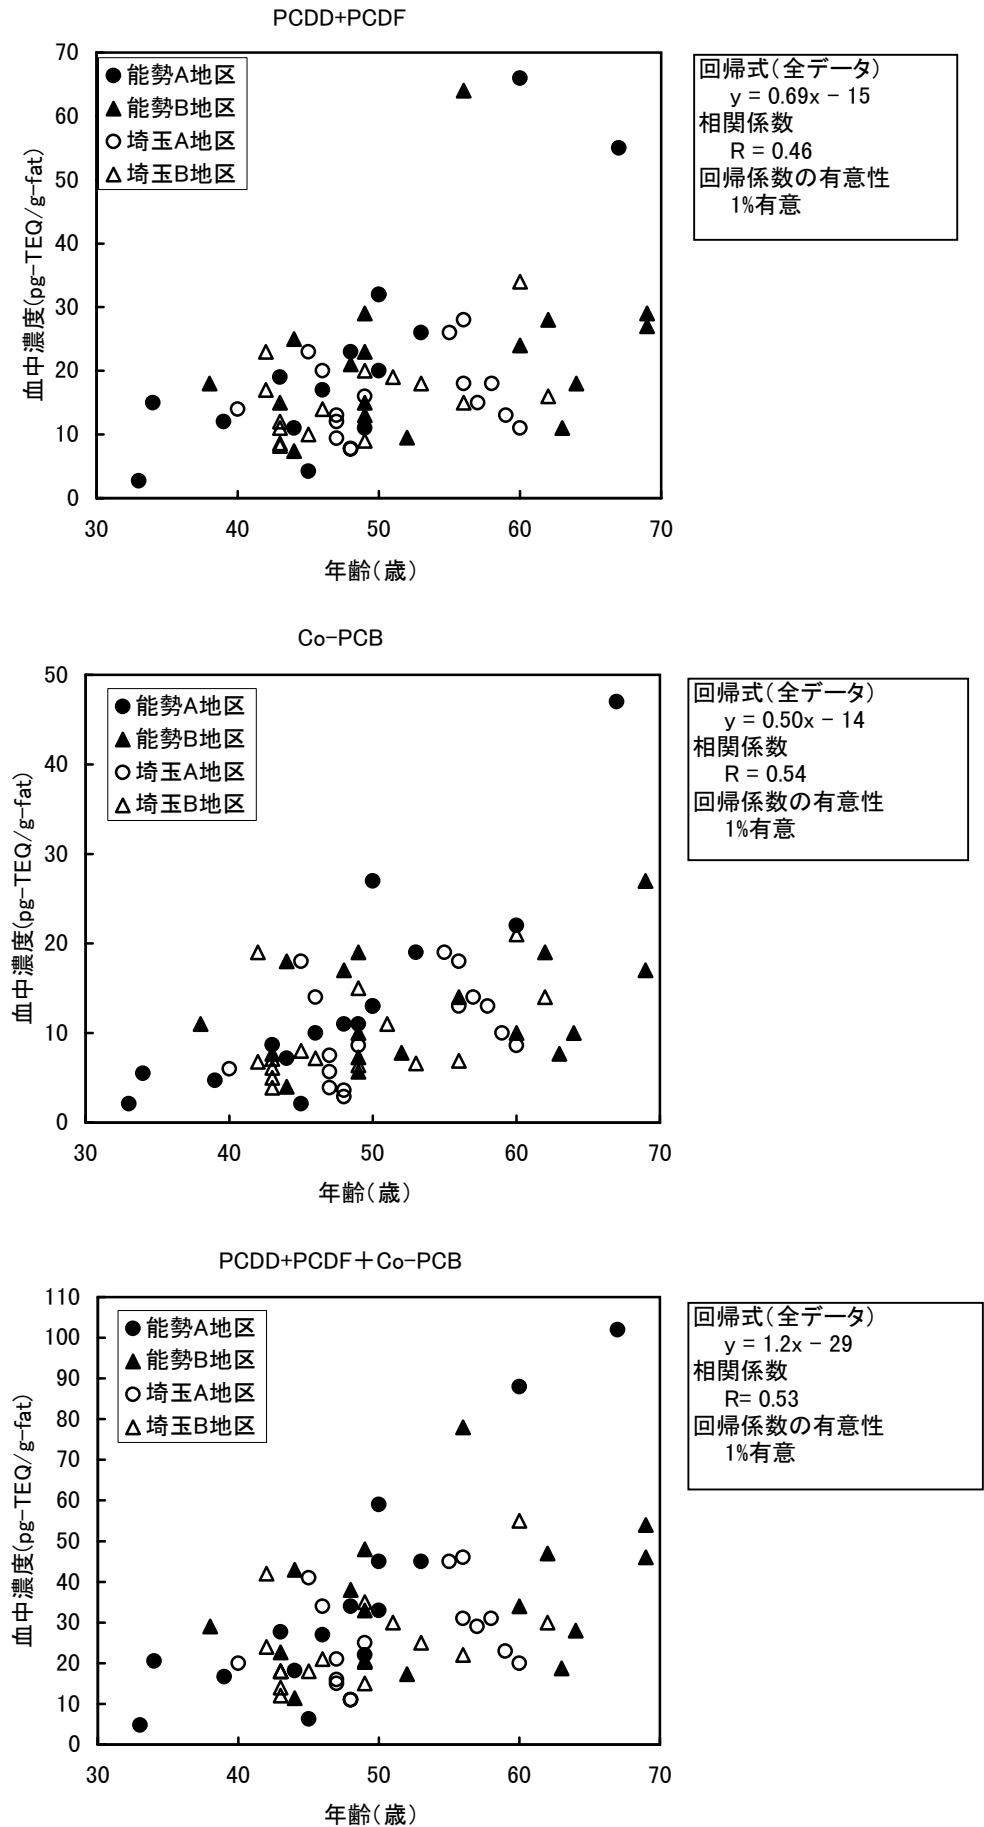 PCDD+PCDF
70
60
50
40
30
20
10
0
30 40 50 60 70
血中濃度(pg-TEQ/g-fat)
年齢(歳)
●能勢A地区
▲能勢B地区
○埼玉A地区
△埼玉B地区
回帰式(全データ)
y = 0.69x - 15
相関係数
R = 0.46
回帰係数の有意性
1%有意
Co-PCB
50
40
30
20
10
0
30 40 50 60 70
血中濃度(pg-TEQ/g-fat)
年齢(歳)
●能勢A地区
▲能勢B地区
○埼玉A地区
△埼玉B地区
回帰式(全データ)
y = 0.50x - 14
相関係数
R = 0.54
回帰係数の有意性
1%有意
PCDD+PCDF＋Co-PCB
110
100
90
80
70
60
50
40
30
20
10
0
30 40 50 60 70
血中濃度(pg-TEQ/g-fat)
年齢(歳)
●能勢A地区
▲能勢B地区
○埼玉A地区
△埼玉B地区
回帰式(全データ)
y = 1.2x - 29
相関係数
R= 0.53
回帰係数の有意性
1%有意